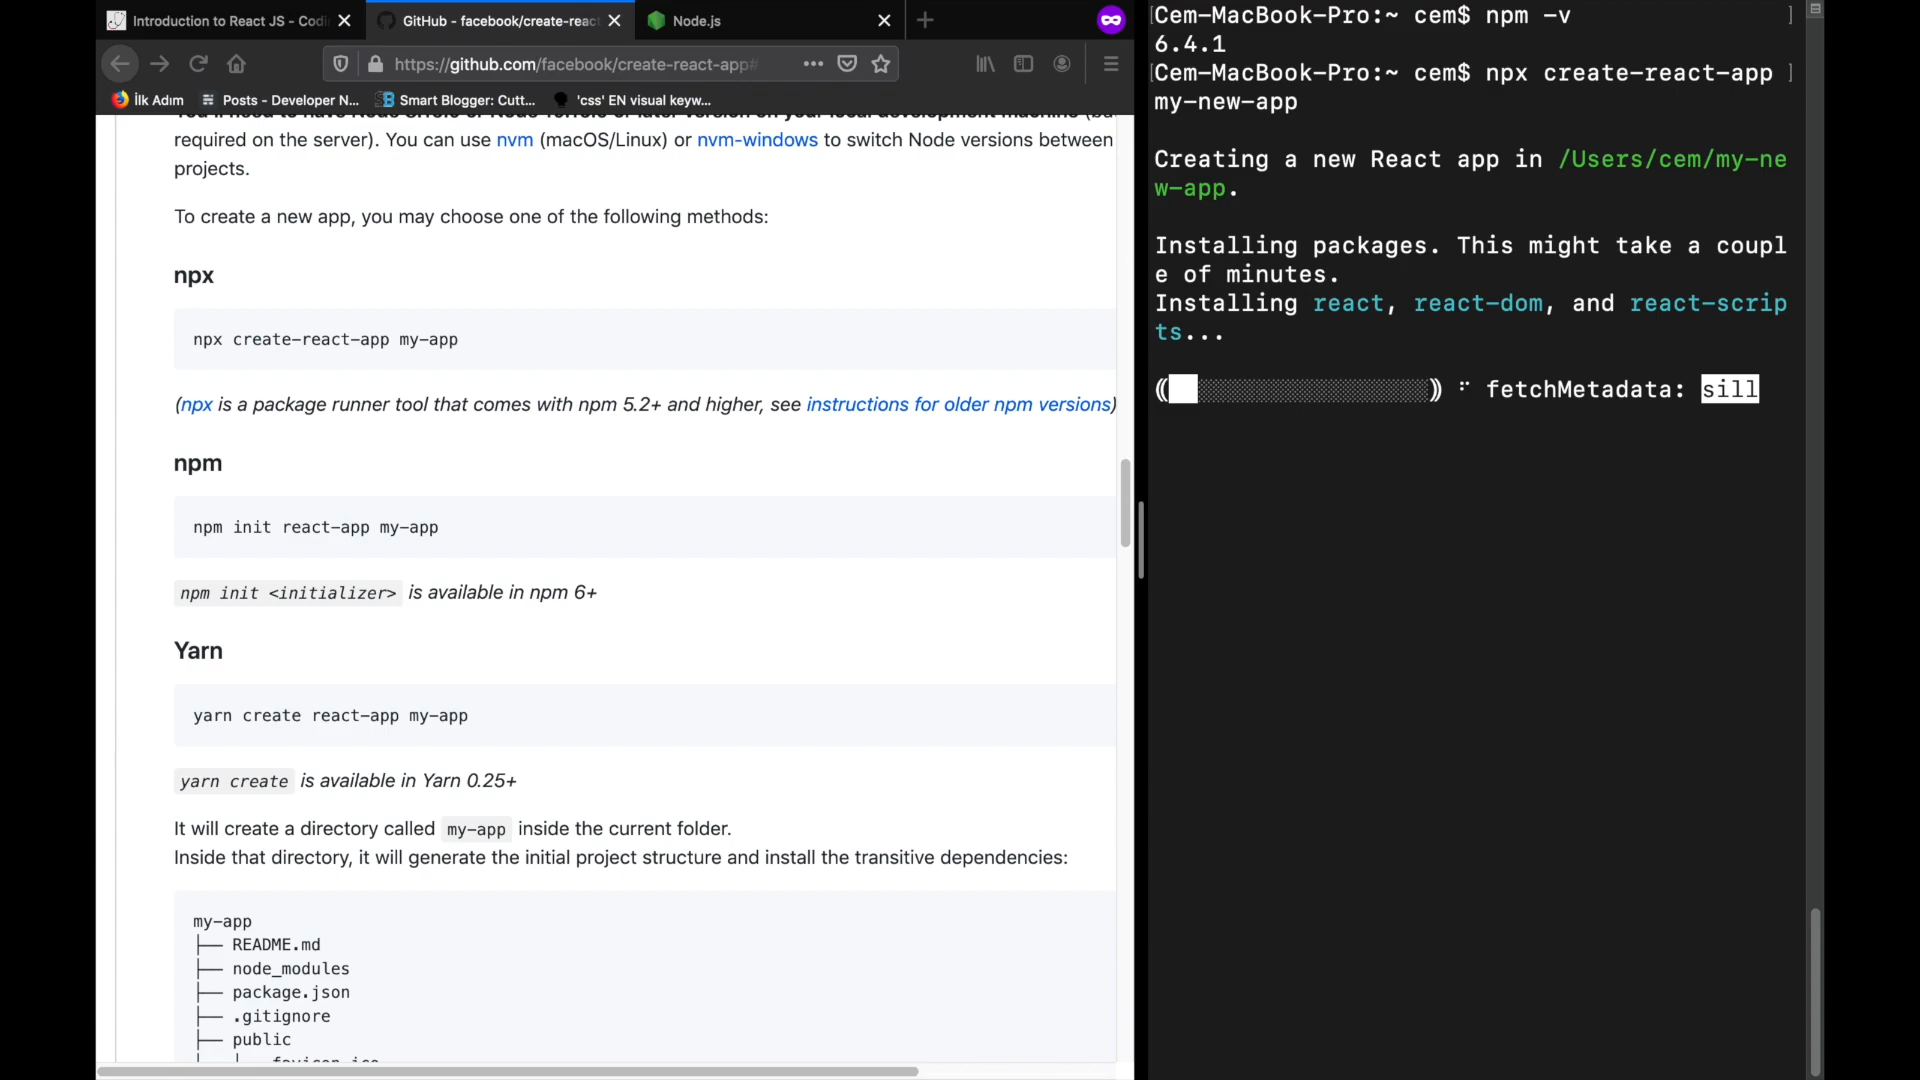 Introduction to React JS - Codi
GitHub - facebook/create-react
Node.js
https://github.com/facebook/create-react-app#
İlk Adım
Posts - Developer N...
Smart Blogger: Cutt...
'css' EN visual keyw...
required on the server). You can use nvm (macOS/Linux) or nvm-windows to switch Node versions between
projects.
To create a new app, you may choose one of the following methods:
npx
npx create-react-app my-app
(npx is a package runner tool that comes with npm 5.2+ and higher, see instructions for older npm versions)
npm
npm init react-app my-app
npm init <initializer> is available in npm 6+
Yarn
yarn create react-app my-app
yarn create is available in Yarn 0.25+
It will create a directory called my-app inside the current folder.
Inside that directory, it will generate the initial project structure and install the transitive dependencies:
my-app
├── README.md
├── node_modules
├── package.json
├── .gitignore
├── public
[Cem-MacBook-Pro:~ cem$ npm -v ]
6.4.1
[Cem-MacBook-Pro:~ cem$ npx create-react-app ]
my-new-app
Creating a new React app in /Users/cem/my-ne
w-app.
Installing packages. This might take a coupl
e of minutes.
Installing react, react-dom, and react-scrip
ts...
fetchMetadata: sill